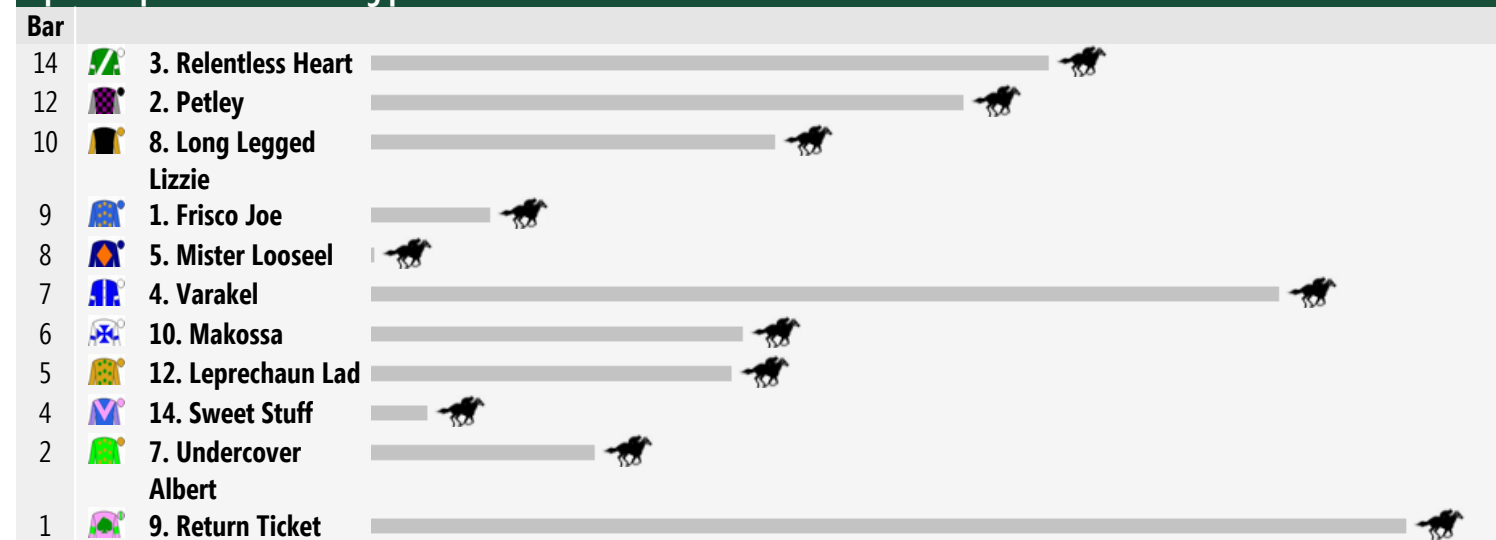 Bar
14 3. Relentless Heart
12 2. Petley
10 8. Long Legged
Lizzie
9 1. Frisco Joe
8 5. Mister Looseel
7 4. Varakel
6 10. Makossa
5 12. Leprechaun Lad
4 14. Sweet Stuff
2 7. Undercover
Albert
1 9. Return Ticket